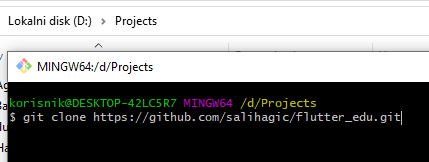 Lokalni disk (D:) > Projects
MINGW64:/d/Projects
korisnik@DESKTOP-42LC5R7 MINGW64 /d/Projects
$ git clone https://github.com/salihagic/flutter_edu.git